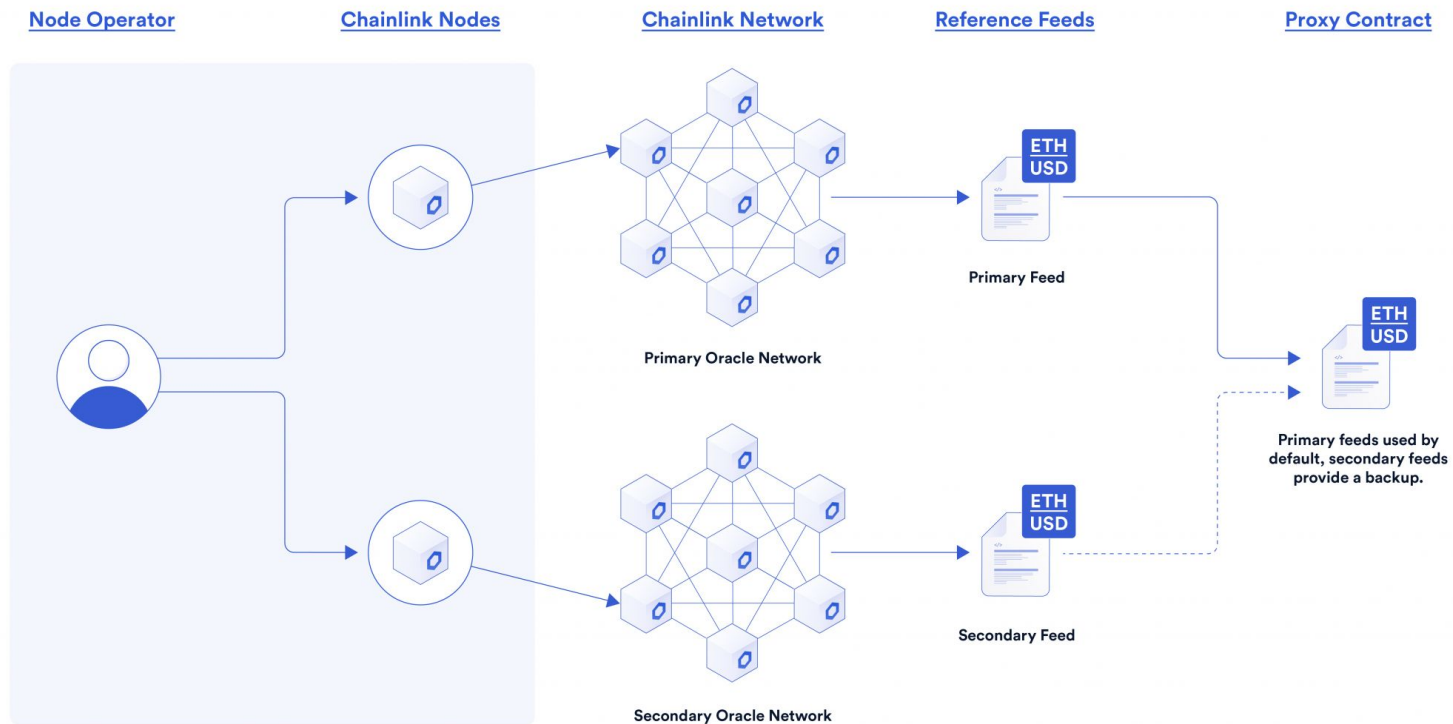 Node Operator
Chainlink Nodes
Chainlink Network
Reference Feeds
Proxy Contract
ETH
USD
Primary Feed
Primary Oracle Network
ETH
USD
Primary feeds used by
default, secondary feeds
provide a backup.
ETH
USD
Secondary Feed
Secondary Oracle Network